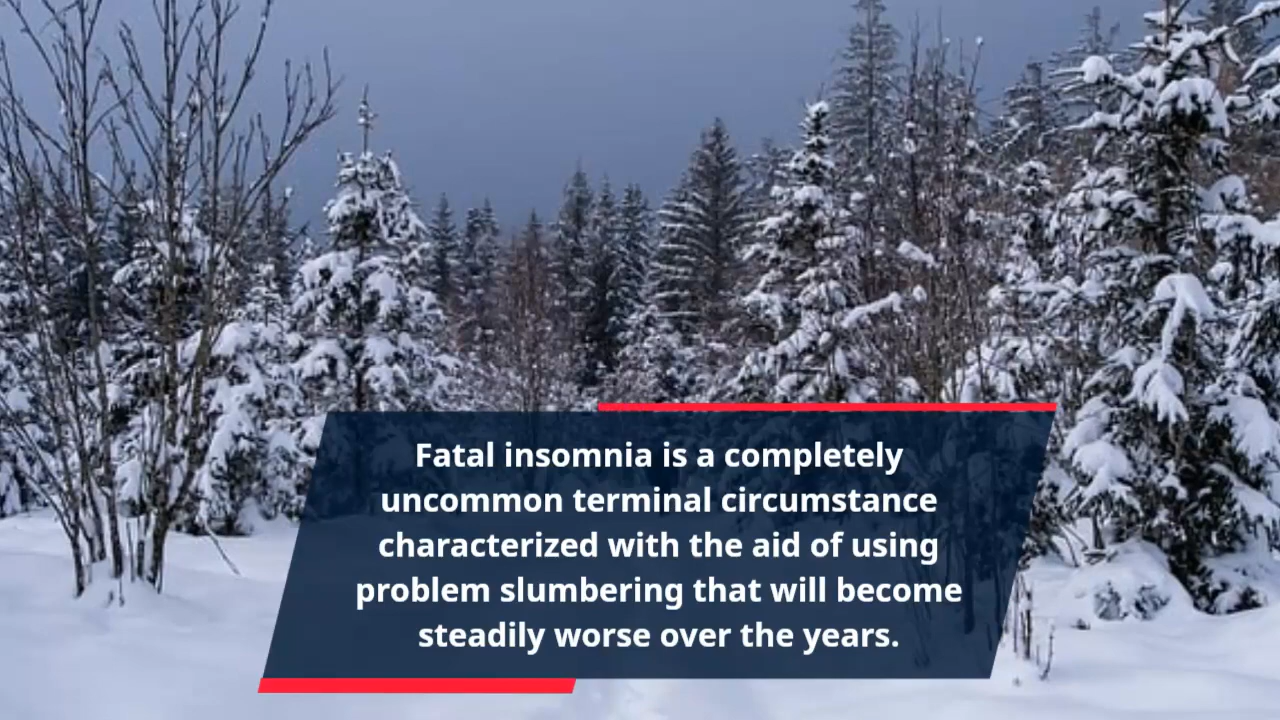 Fatal insomnia is a completely
uncommon terminal circumstance
characterized with the aid of using
problem slumbering that will become
steadily worse over the years.